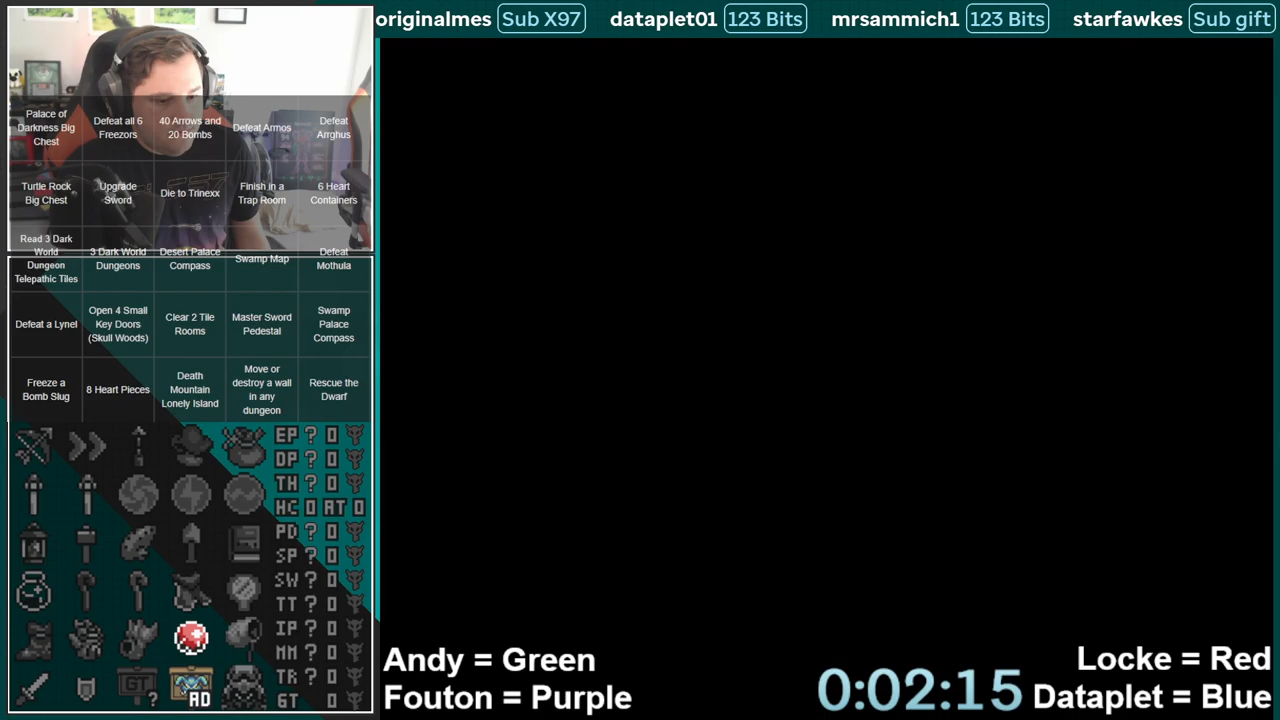 originalmes Sub X97 dataplet01 123 Bits mrsammich1 123 Bits starfawkes Sub gift
Palace of
Darkness Big
Chest
Defeat all 6
Freezors
40 Arrows and
20 Bombs
Defeat Armos
Defeat
Arrghus
Turtle Rock
Big Chest
Upgrade
Sword
Die to Trinexx
Finish in a
Trap Room
6 Heart
Containers
Read 3 Dark
World
Dungeon
Telepathic Tiles
3 Dark World
Dungeons
Desert Palace
Compass
Swamp Map
Defeat
Mothula
Defeat a Lynel
Open 4 Small
Key Doors
(Skull Woods)
Clear 2 Tile
Rooms
Master Sword
Pedestal
Swamp
Palace
Compass
Freeze a
Bomb Slug
8 Heart Pieces
Death
Mountain
Lonely Island
Move or
destroy a wall
in any
dungeon
Rescue the
Dwarf
EP ? 0
DP ? 0
TH ? 0
HC 0 AT 0
PD ? 0
SP ? 0
SW ? 0
TT ? 0
IP ? 0
MM ? 0
TR ? 0
GT 0
GT ?
AD
Andy = Green
Fouton = Purple
0:02:15
Locke = Red
Dataplet = Blue